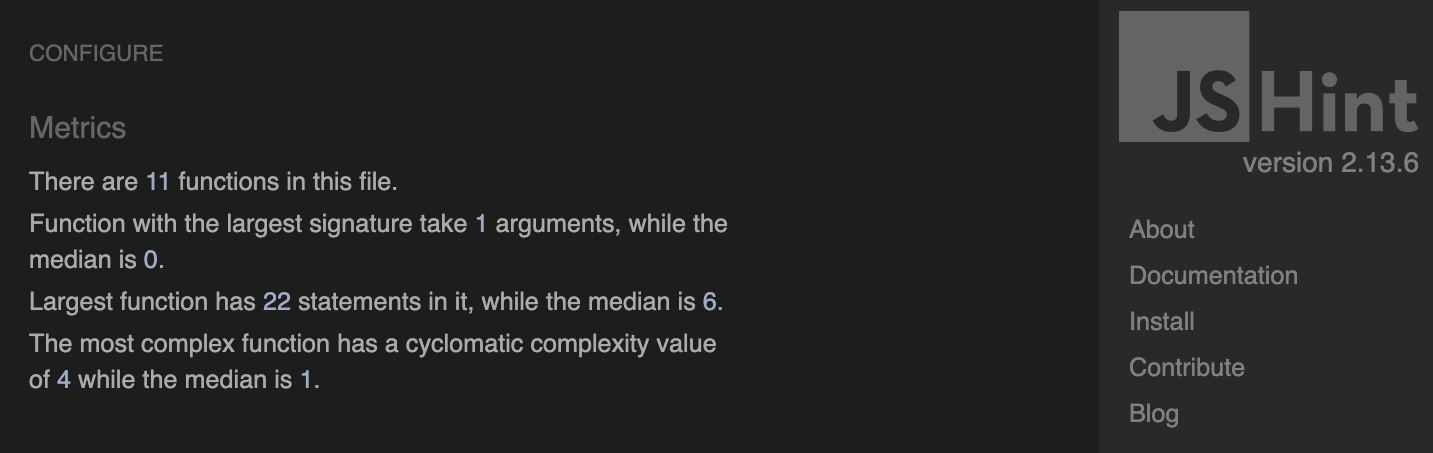 CONFIGURE
Metrics
There are 11 functions in this file.
Function with the largest signature take 1 arguments, while the
median is 0.
Largest function has 22 statements in it, while the median is 6.
The most complex function has a cyclomatic complexity value
of 4 while the median is 1.
JSHint
version 2.13.6
About
Documentation
Install
Contribute
Blog